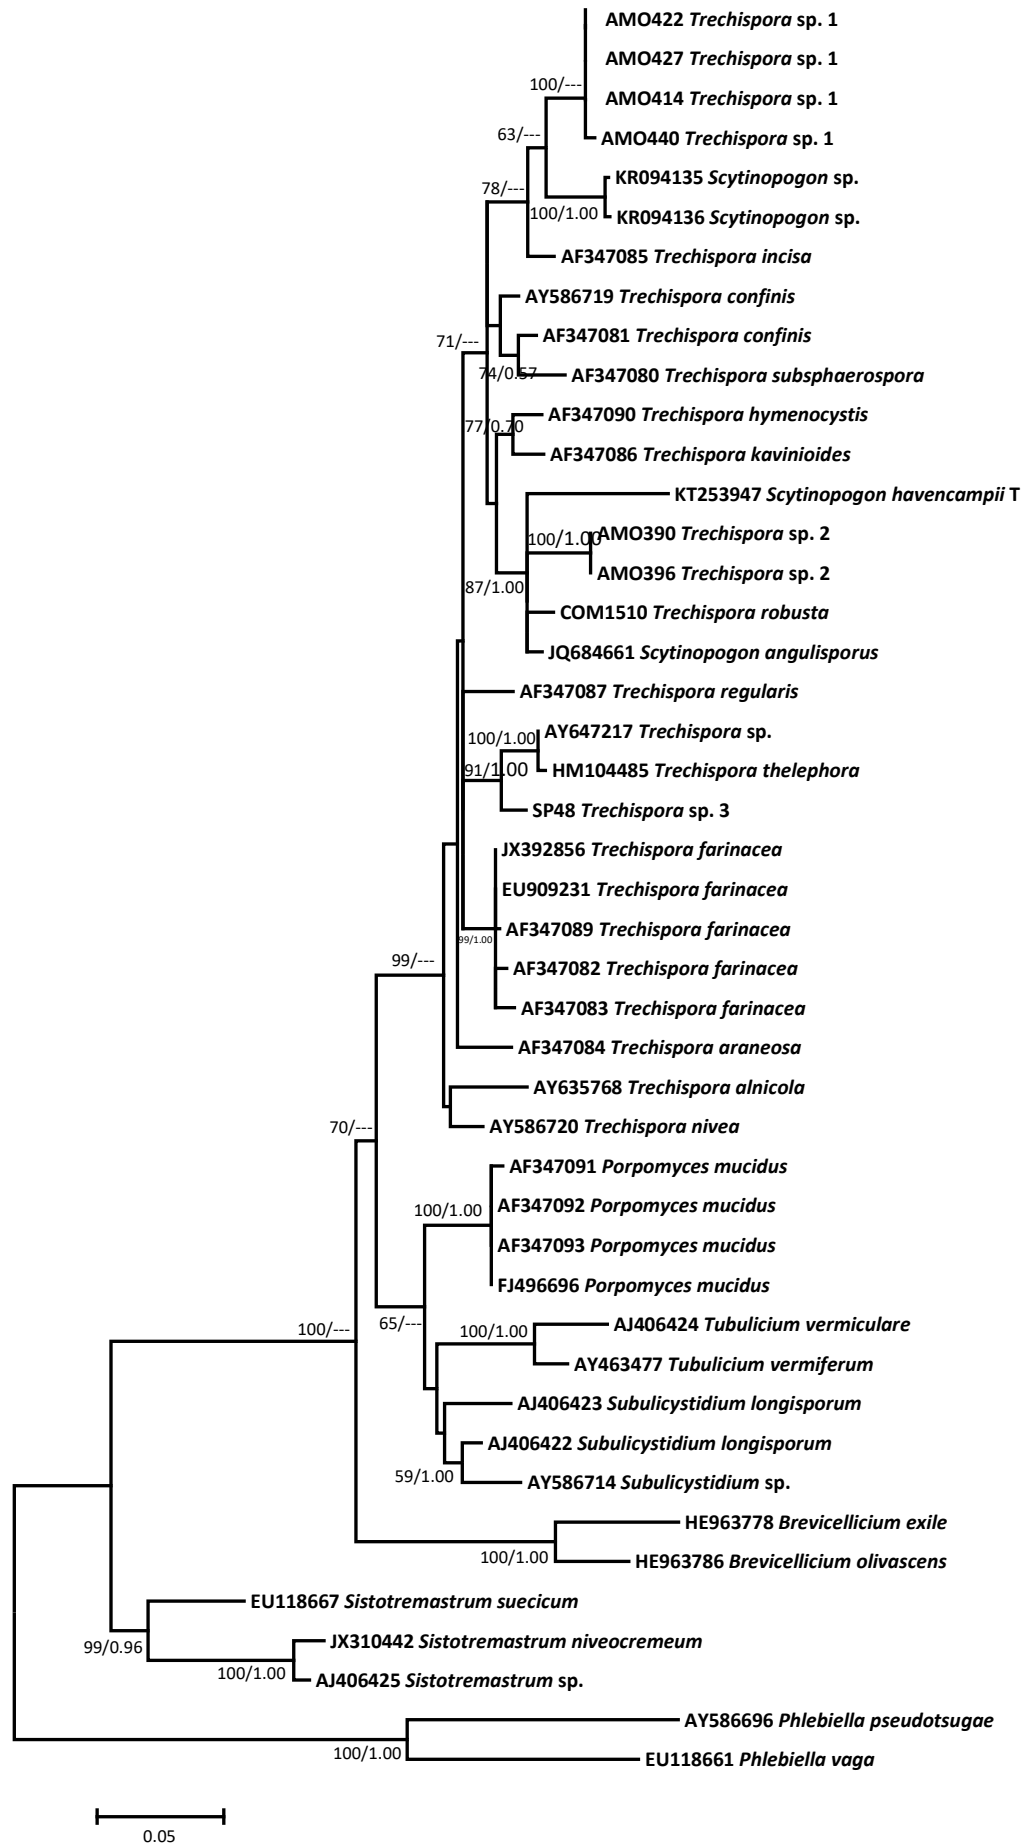 AMO422 Trechispora sp. 1
AMO427 Trechispora sp. 1
100/---
AMO414 Trechispora sp. 1
63/---
AMO440 Trechispora sp. 1
KR094135 Scytinopogon sp.
78/---
100/1.00
KR094136 Scytinopogon sp.
AF347085 Trechispora incisa
AY586719 Trechispora confinis
71/---
AF347081 Trechispora confinis
74/0.57
AF347080 Trechispora subsphaerospora
AF347090 Trechispora hymenocystis
77/0.70
AF347086 Trechispora kavinioides
KT253947 Scytinopogon havencampii T
100/1.00
AMO390 Trechispora sp. 2
AMO396 Trechispora sp. 2
87/1.00
COM1510 Trechispora robusta
JQ684661 Scytinopogon angulisporus
AF347087 Trechispora regularis
100/1.00
AY647217 Trechispora sp.
91/1.00
HM104485 Trechispora thelephora
SP48 Trechispora sp. 3
JX392856 Trechispora farinacea
EU909231 Trechispora farinacea
AF347089 Trechispora farinacea
99/1.00
99/---
AF347082 Trechispora farinacea
AF347083 Trechispora farinacea
AF347084 Trechispora araneosa
AY635768 Trechispora alnicola
70/---
AY586720 Trechispora nivea
AF347091 Porpomyces mucidus
100/1.00
AF347092 Porpomyces mucidus
AF347093 Porpomyces mucidus
FJ496696 Porpomyces mucidus
100/---
65/---
100/1.00
AJ406424 Tubulicium vermiculare
AY463477 Tubulicium vermiferum
AJ406423 Subulicystidium longisporum
AJ406422 Subulicystidium longisporum
59/1.00
AY586714 Subulicystidium sp.
HE963778 Brevicellicium exile
100/1.00
HE963786 Brevicellicium olivascens
EU118667 Sistotremastrum suecicum
99/0.96
JX310442 Sistotremastrum niveocremeum
100/1.00
AJ406425 Sistotremastrum sp.
AY586696 Phlebiella pseudotsugae
100/1.00
EU118661 Phlebiella vaga
0.05